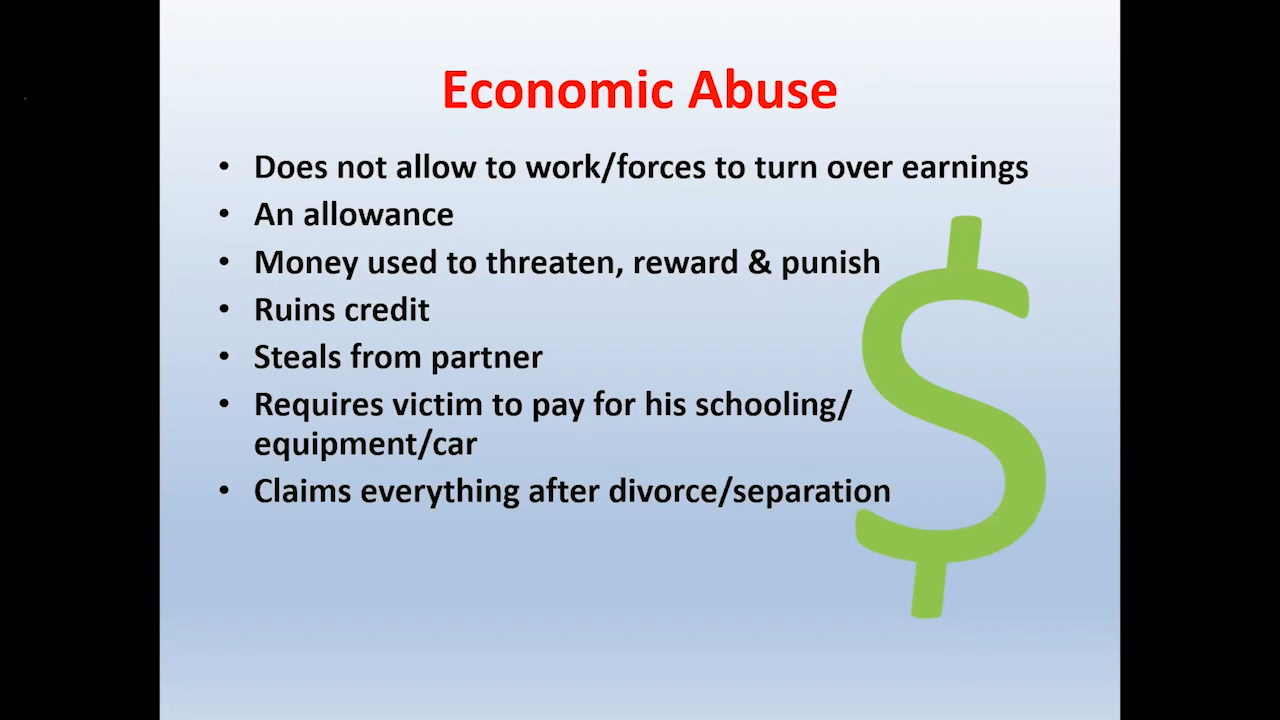 Economic Abuse
• Does not allow to work/forces to turn over earnings
• An allowance
• Money used to threaten, reward & punish
• Ruins credit
• Steals from partner
• Requires victim to pay for his schooling/
equipment/car
• Claims everything after divorce/separation
$